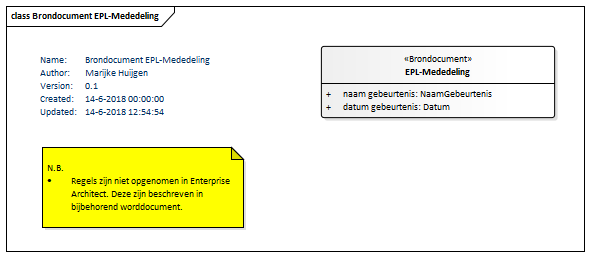 class Brondocument EPL-Mededeling
Name: Brondocument EPL-Mededeling
Author: Marijke Huijgen
Version: 0.1
Created: 14-6-2018 00:00:00
Updated: 14-6-2018 12:54:54
«Brondocument»
EPL-Mededeling
+ naam gebeurtenis: NaamGebeurtenis
+ datum gebeurtenis: Datum
N.B.
• Regels zijn niet opgenomen in Enterprise
Architect. Deze zijn beschreven in
bijbehorend worddocument.